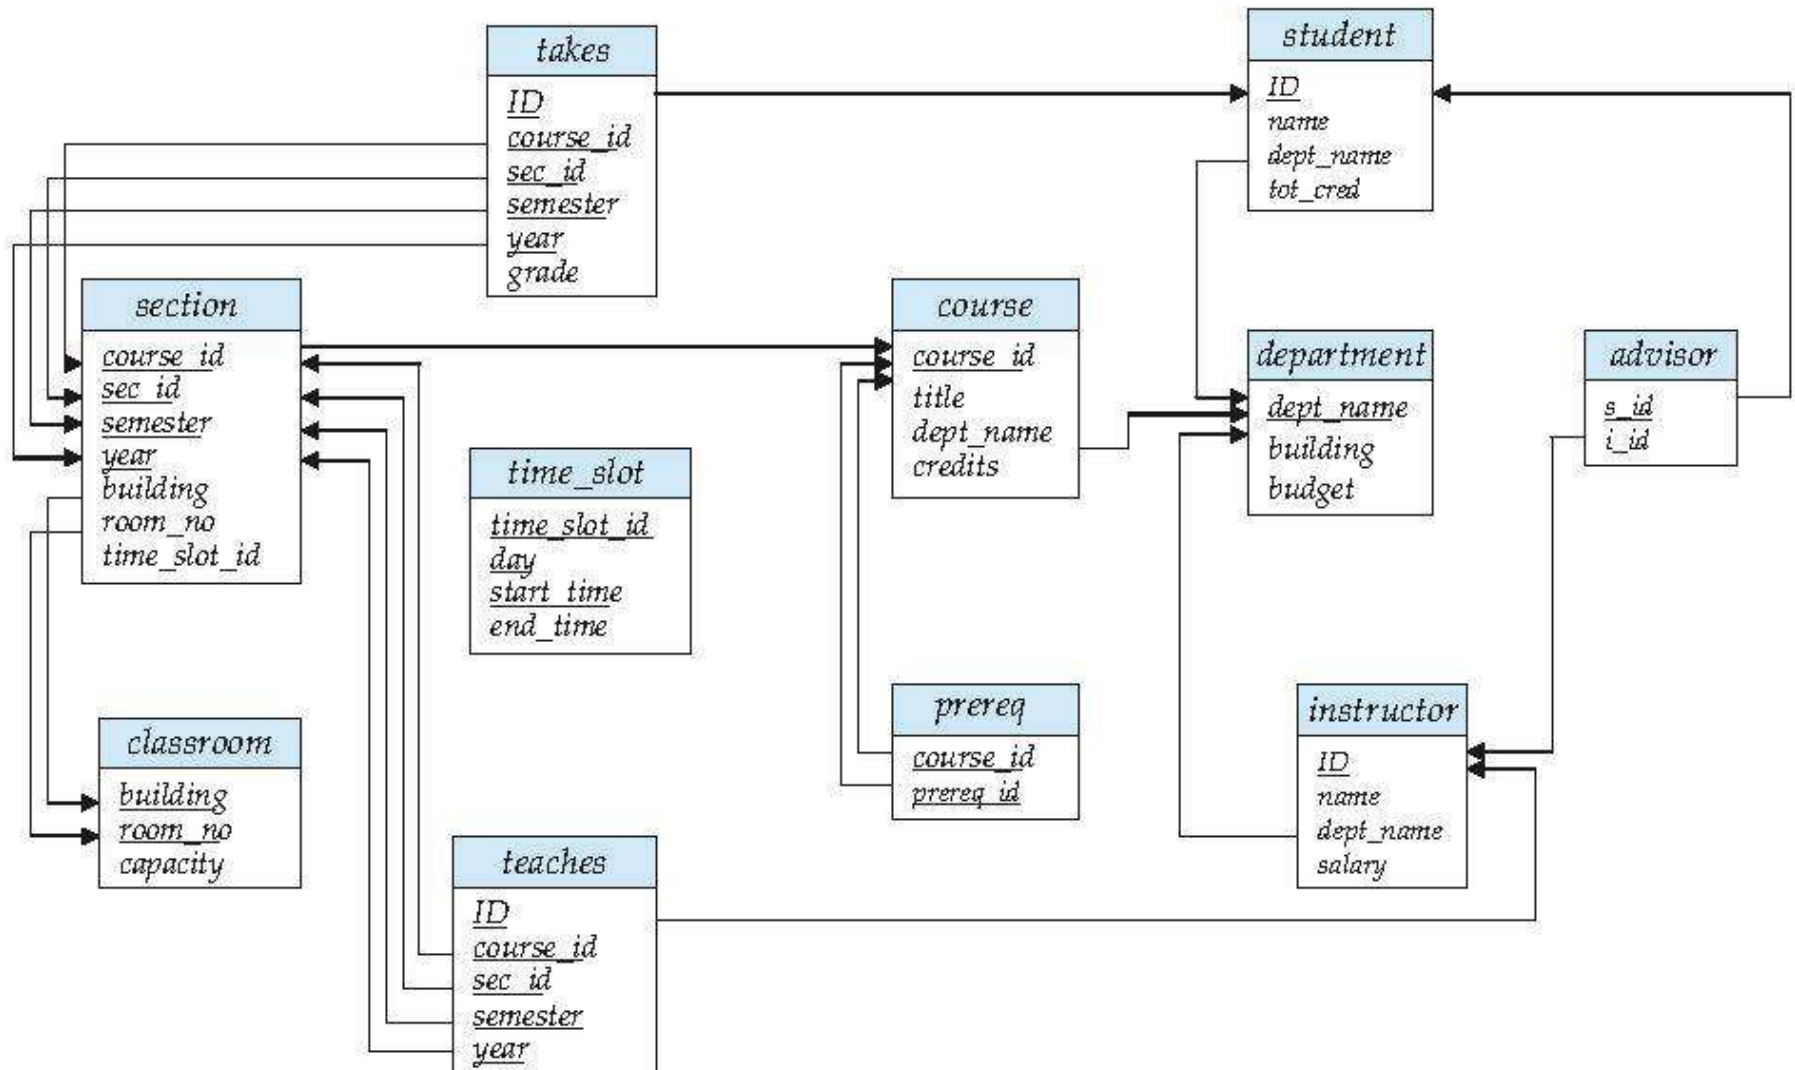 takes
ID
course_id
sec_id
semester
year
grade
student
ID
name
dept_name
tot_cred
section
course_id
sec_id
semester
year
building
room_no
time_slot_id
course
course_id
title
dept_name
credits
department
dept_name
building
budget
advisor
s_id
i_id
time_slot
time_slot_id
day
start_time
end_time
prereq
course_id
prereq_id
instructor
ID
name
dept_name
salary
classroom
building
room_no
capacity
teaches
ID
course_id
sec_id
semester
year